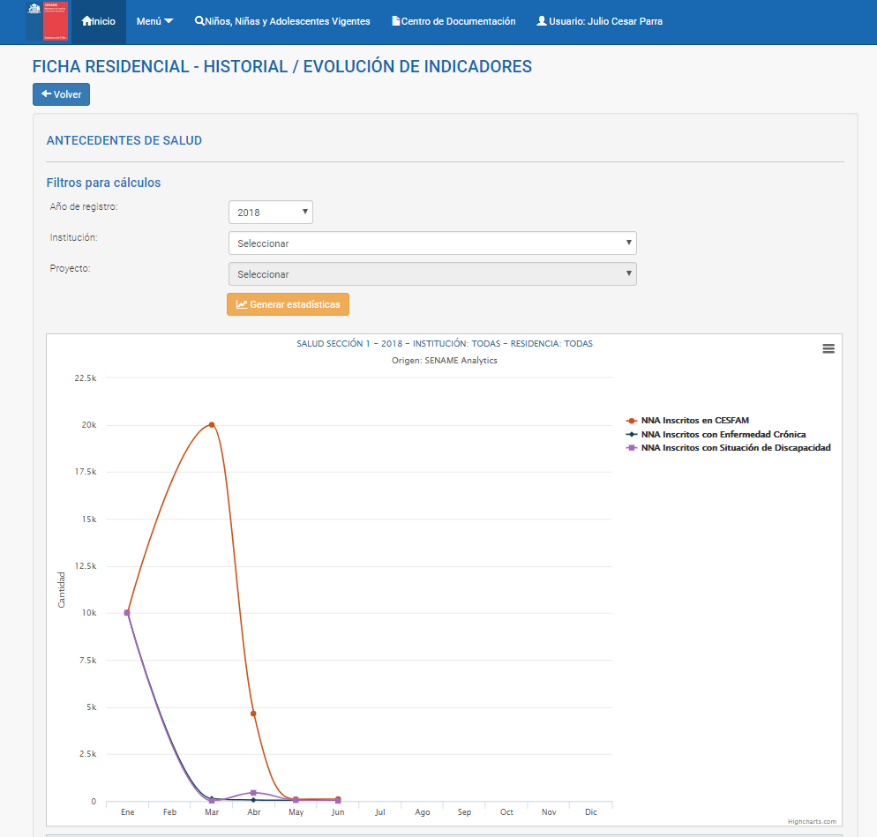 Inicio Menú Niños, Niñas y Adolescentes Vigentes Centro de Documentación Usuario: Julio Cesar Parra
FICHA RESIDENCIAL - HISTORIAL / EVOLUCIÓN DE INDICADORES
Volver
ANTECEDENTES DE SALUD
Filtros para cálculos
Año de registro:
2018
Institución:
Seleccionar
Proyecto:
Seleccionar
Generar estadísticas
SALUD SECCIÓN 1 - 2018 - INSTITUCIÓN: TODAS - RESIDENCIA: TODAS
Origen: SENAME Analytics
22.5k
20k
17.5k
15k
12.5k
10k
7.5k
5k
2.5k
0
Cantidad
Ene Feb Mar Abr May Jun Jul Ago Sep Oct Nov Dic
NNA Inscritos en CESFAM
NNA Inscritos con Enfermedad Crónica
NNA Inscritos con Situación de Discapacidad
Highcharts.com